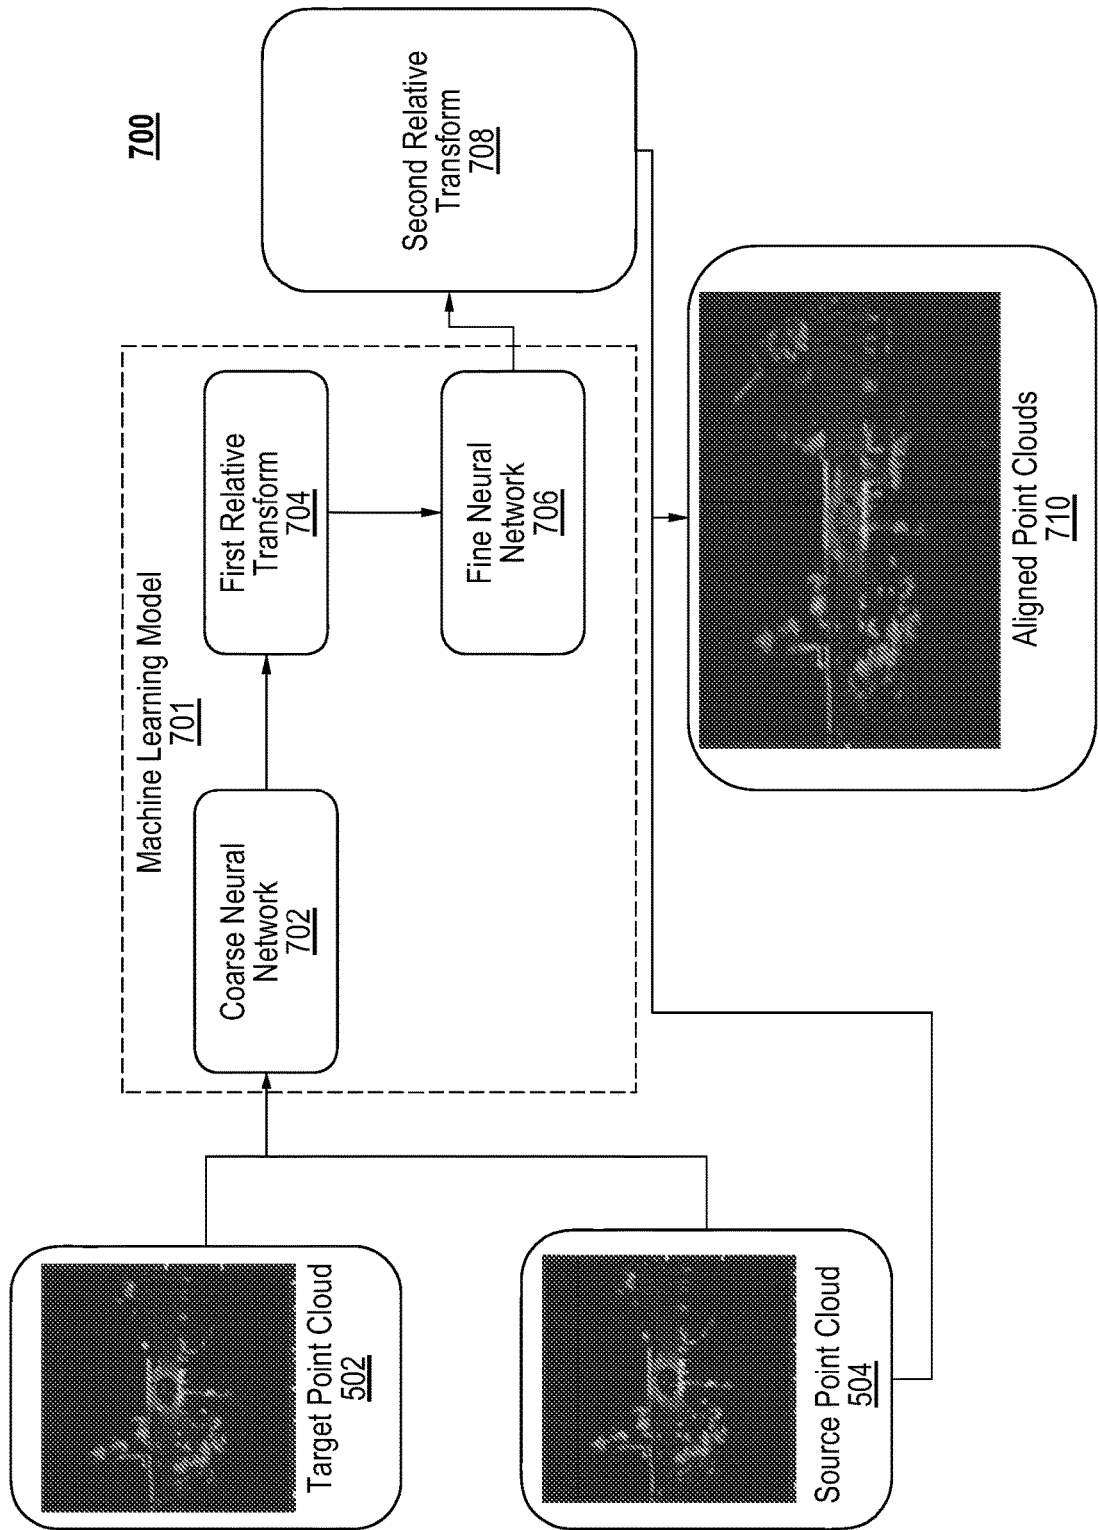 700
Machine Learning Model
701
Target Point Cloud
502
Source Point Cloud
504
Coarse Neural
Network
702
First Relative
Transform
704
Fine Neural
Network
706
Second Relative
Transform
708
Aligned Point Clouds
710